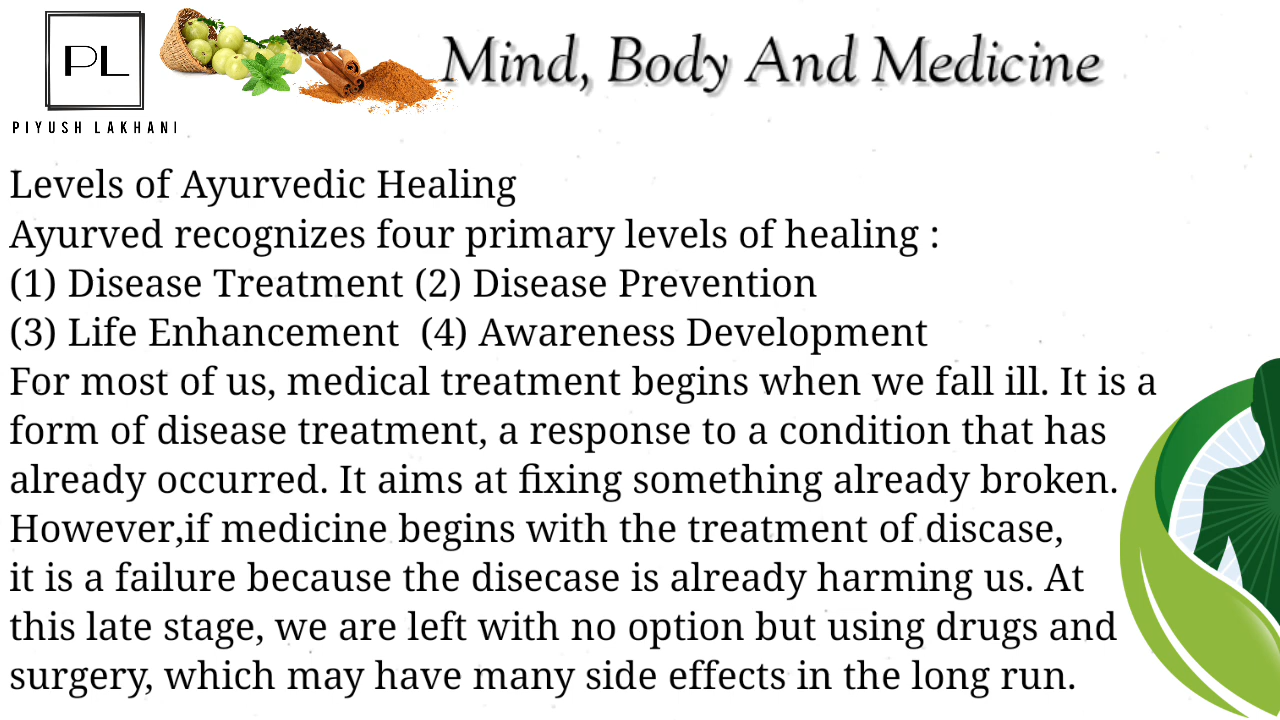 PL
PIYUSH LAKHANI
Mind, Body And Medicine
Levels of Ayurvedic Healing
Ayurved recognizes four primary levels of healing :
(1) Disease Treatment (2) Disease Prevention
(3) Life Enhancement  (4) Awareness Development
For most of us, medical treatment begins when we fall ill. It is a
form of disease treatment, a response to a condition that has
already occurred. It aims at fixing something already broken.
However,if medicine begins with the treatment of discase,
it is a failure because the disecase is already harming us. At
this late stage, we are left with no option but using drugs and
surgery, which may have many side effects in the long run.